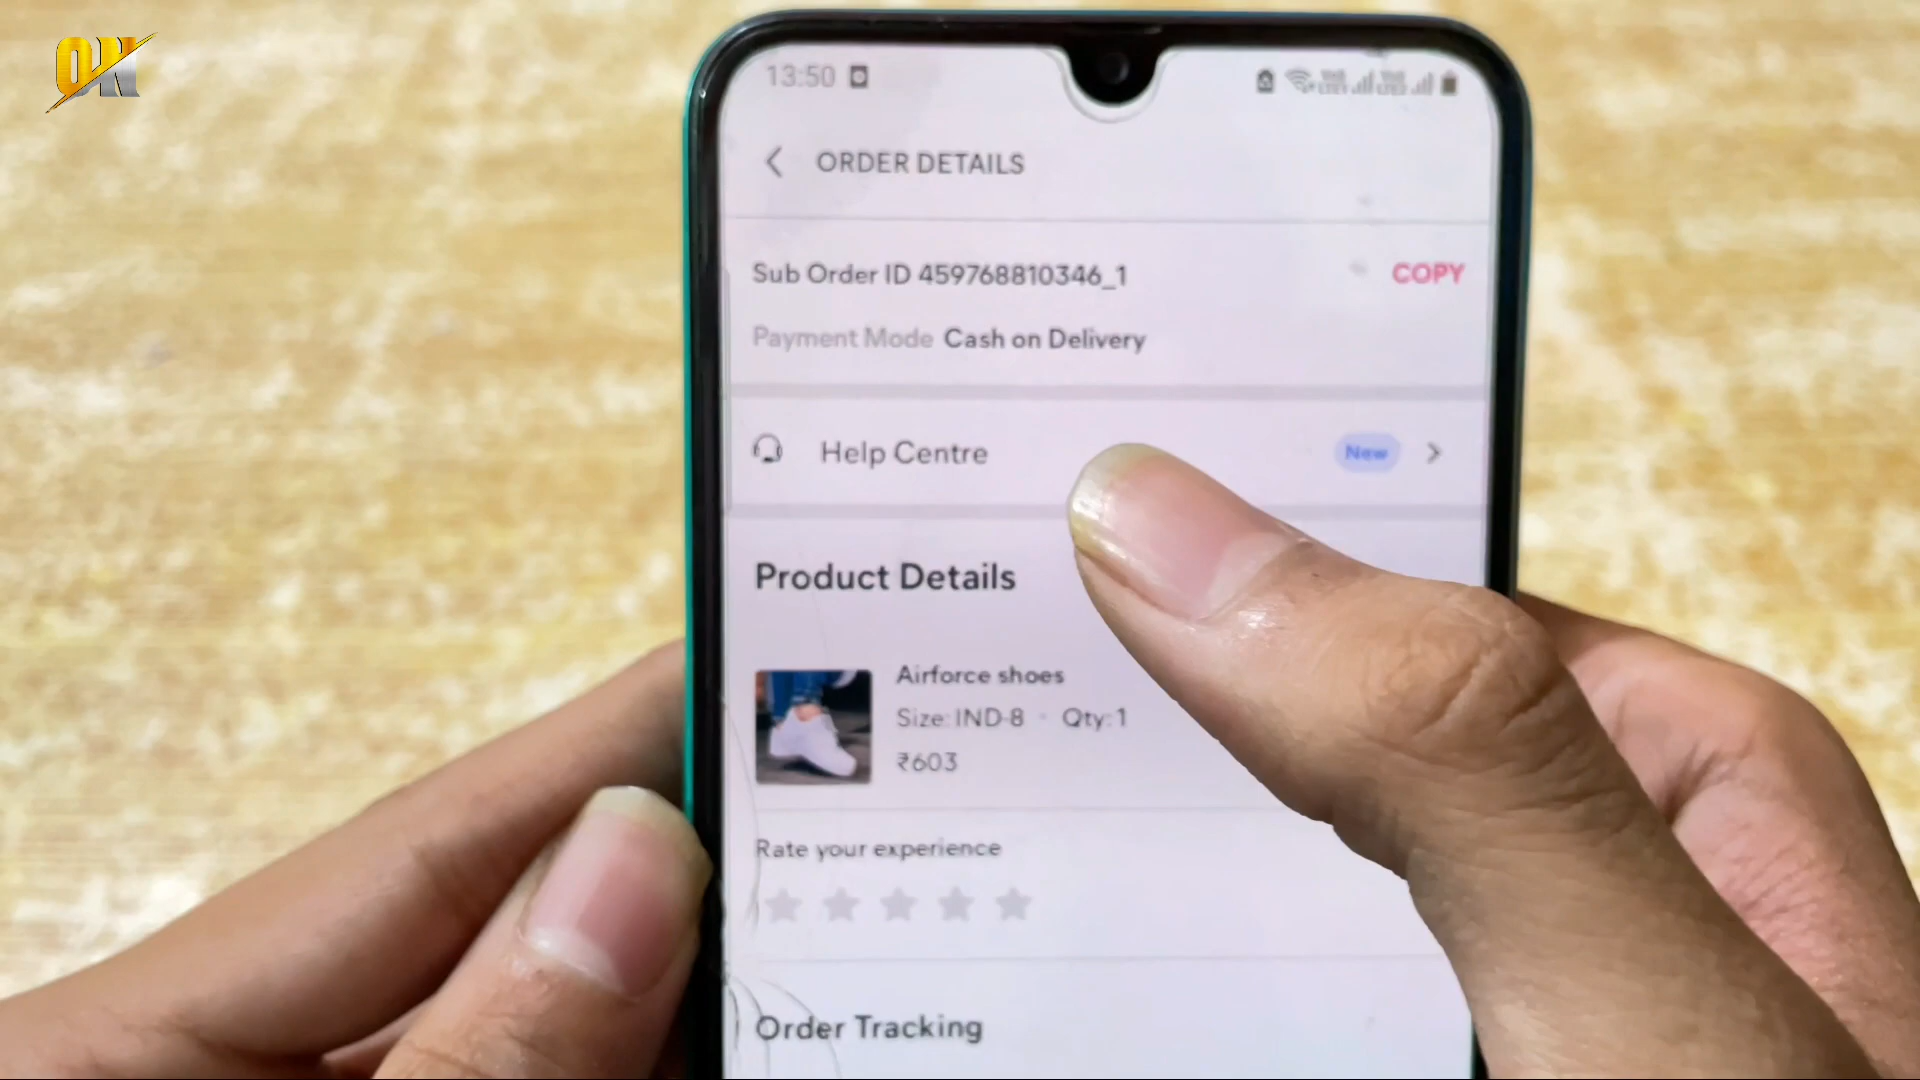 ON
13:50
ORDER DETAILS
Sub Order ID 459768810346_1
COPY
Payment Mode Cash on Delivery
Help Centre
New
Product Details
Airforce shoes
Size: IND-8 • Qty: 1
₹603
Rate your experience
Order Tracking